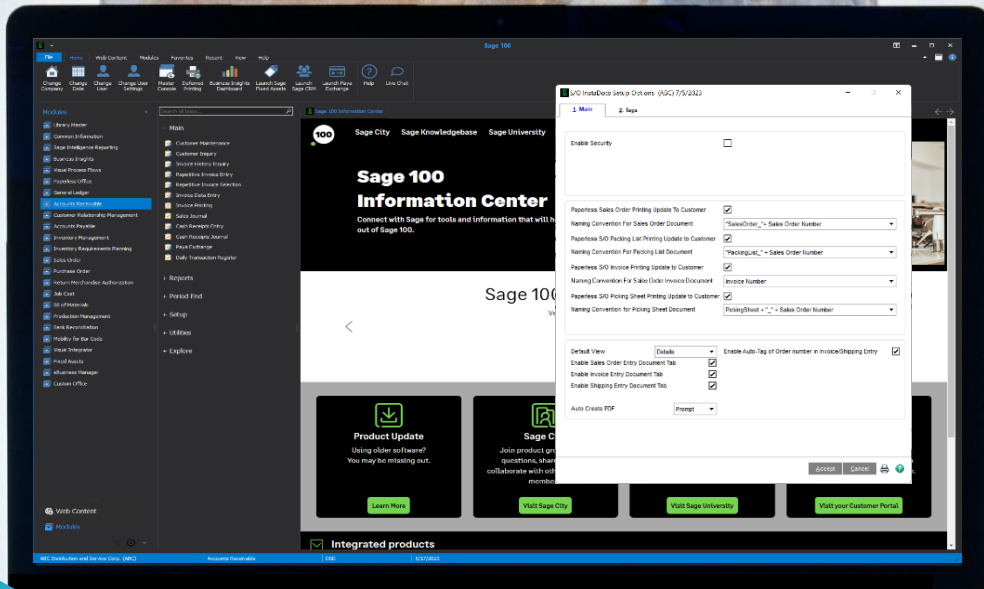 Sage 100
File
Home
Web Content
Modules
Favorites
Recent
View
Help
Change Company
Change Date
Change User
Change User Settings
Master Console
Deferred Printing
Business Insights Dashboard
Launch Sage Fixed Assets
Launch Sage CRM
Launch Paya Exchange
Help
Live Chat
Modules
Library Master
Common Information
Sage Intelligence Reporting
Business Insights
Visual Process Flows
Paperless Office
General Ledger
Accounts Receivable
Customer Relationship Management
Accounts Payable
Inventory Management
Inventory Requirements Planning
Sales Order
Purchase Order
Return Merchandise Authorization
Job Cost
Bill of Materials
Production Management
Bank Reconciliation
Mobility for Bar Code
Visual Integrator
Fixed Assets
eBusiness Manager
Custom Office
Web Content
Modules
Main
Customer Maintenance
Customer Inquiry
Invoice History Inquiry
Repetitive Invoice Entry
Repetitive Invoice Selection
Invoice Data Entry
Invoice Printing
Sales Journal
Cash Receipts Entry
Cash Receipts Journal
Paya Exchange
Daily Transaction Register
+ Reports
+ Period End
+ Setup
+ Utilities
+ Explore
Sage 100 Information Center
100
Sage City
Sage Knowledgebase
Sage University
Sage 100
Information Center
Connect with Sage for tools and information that will h
out of Sage 100.
Sage 100
Product Update
Using older software?
You may be missing out.
Learn More
Sage C
Join product gro
questions, shar
collaborate with oth
membe
Visit Sage City
Visit Sage University
Visit your Customer Portal
Integrated products
S/O InstaDocs Setup Options (ABC) 7/5/2023
1. Main
2. Sage
Enable Security
Paperless Sales Order Printing Update To Customer
Naming Convention For Sales Order Document
"SalesOrder_"+ Sales Order Number
Paperless S/O Packing List Printing Update to Customer
Naming Convention For Packing List Document
"PackingList_" + Sales Order Number
Paperless S/O Invoice Printing Update to Customer
Naming Convention For Sales Order Invoice Document
Invoice Number
Paperless S/O Picking Sheet Printing Update to Customer
Naming Convention For Picking Sheet Document
PickingSheet + "_" + Sales Order Number
Default View
Details
Enable Auto-Tag of Order number in Invoice/Shipping Entry
Enable Sales Order Entry Document Tab
Enable Invoice Entry Document Tab
Enable Shipping Entry Document Tab
Auto Create PDF
Prompt
Accept
Cancel
ABC Distribution and Service Corp. (ABC)
Accounts Receivable
DSD
5/17/2023